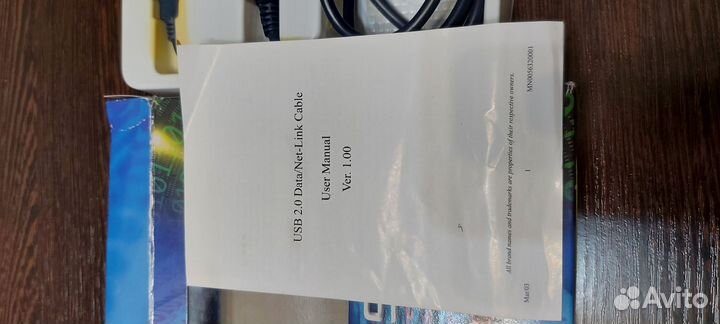 USB 2.0 Data/Net-Link Cable
User Manual
Ver. 1.00
All brand names and trademarks are properties of their respective owners.
Mar/03
1
MN0056320001
Avito